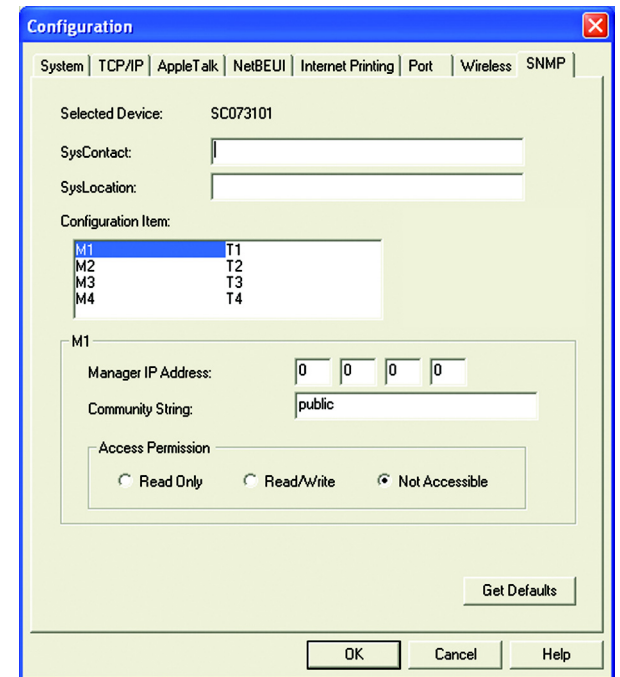 Configuration
System TCP/IP AppleTalk NetBEUI Internet Printing Port Wireless SNMP
Selected Device: SC073101
SysContact:
SysLocation:
Configuration Item:
M1 T1
M2 T2
M3 T3
M4 T4
M1
Manager IP Address: 0 0 0 0
Community String: public
Access Permission
Read Only Read/Write Not Accessible
Get Defaults
OK Cancel Help